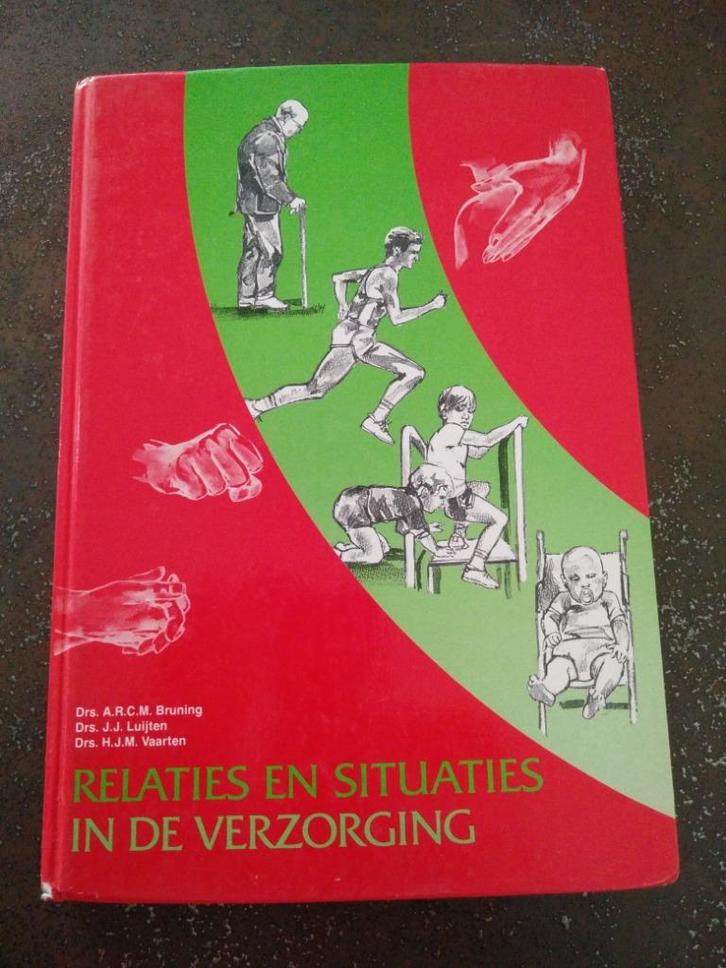 Drs. A.R.C.M. Bruning
Drs. J.J. Luijten
Drs. H.J.M. Vaarten
RELATIES EN SITUATIES
IN DE VERZORGING